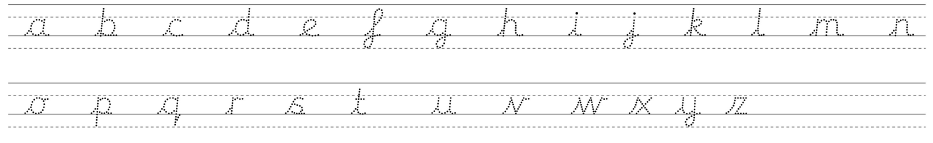 a b c d e f g h i j k l m n
o p q r s t u v w x y z